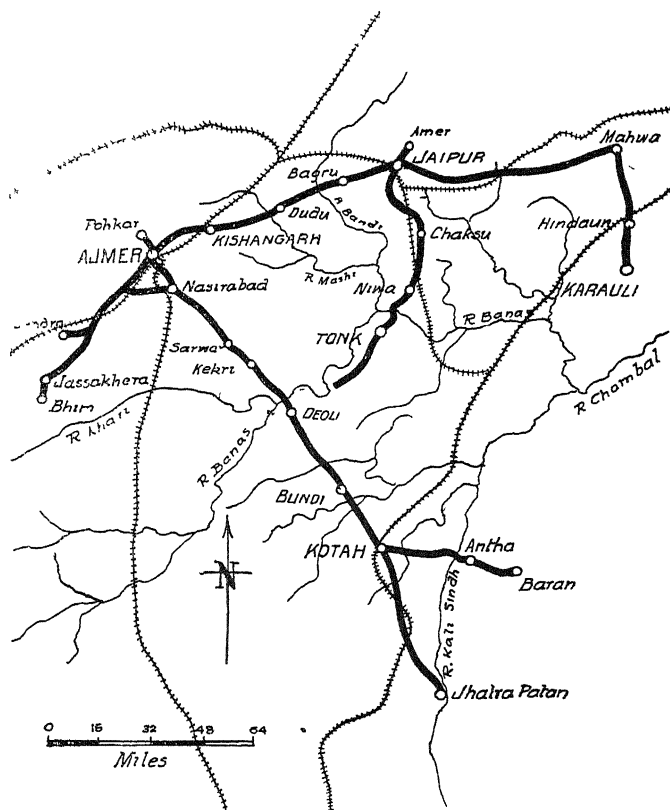 Amer
JAIPUR
Mahwa
Bagru
Dudu
R Bandi
Pohkar
KISHANGARH
Chaksu
Hindaun
AJMER
R Mashi
KARAULI
Nasirabad
Niwa
R Banas
TONK
Sarwa
Kekri
Jassakhera
Bhim
R Chambal
R Khari
DEOLI
R Banas
BUNDI
KOTAH
Antha
Baran
N
R. Kali Sindh
Jhalra Patan
0 16 32 48 64
Miles